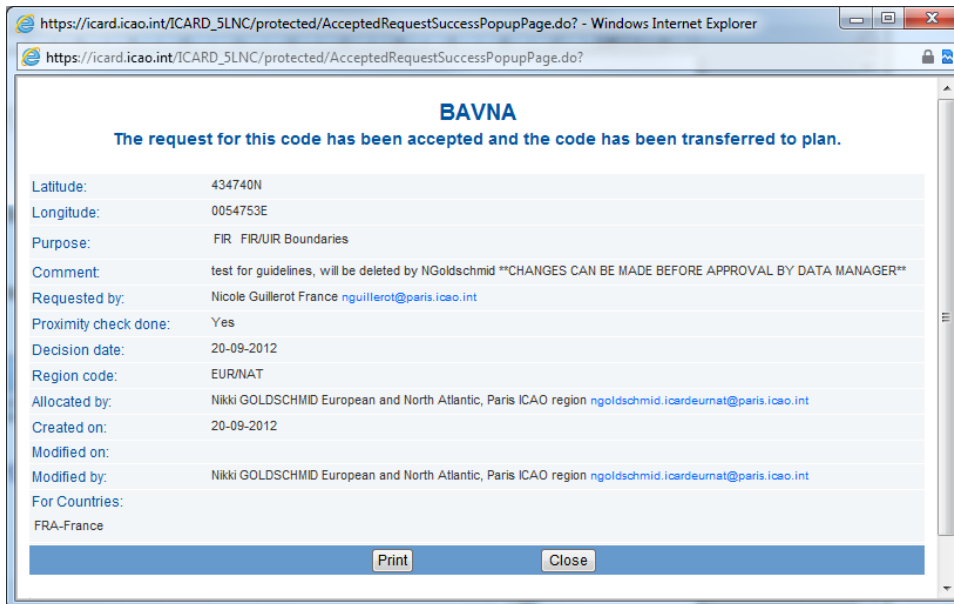 https://icard.icao.int/ICARD_5LNC/protected/AcceptedRequestSuccessPopupPage.do? - Windows Internet Explorer
https://icard.icao.int/ICARD_5LNC/protected/AcceptedRequestSuccessPopupPage.do?
BAVNA
The request for this code has been accepted and the code has been transferred to plan.
Latitude: 434740N
Longitude: 0054753E
Purpose: FIR FIR/UIR Boundaries
Comment: test for guidelines, will be deleted by NGoldschmid **CHANGES CAN BE MADE BEFORE APPROVAL BY DATA MANAGER**
Requested by: Nicole Guillerot France nguillerot@paris.icao.int
Proximity check done: Yes
Decision date: 20-09-2012
Region code: EUR/NAT
Allocated by: Nikki GOLDSCHMID European and North Atlantic, Paris ICAO region ngoldschmid.icardeurnat@paris.icao.int
Created on: 20-09-2012
Modified on:
Modified by: Nikki GOLDSCHMID European and North Atlantic, Paris ICAO region ngoldschmid.icardeurnat@paris.icao.int
For Countries:
FRA-France
Print Close